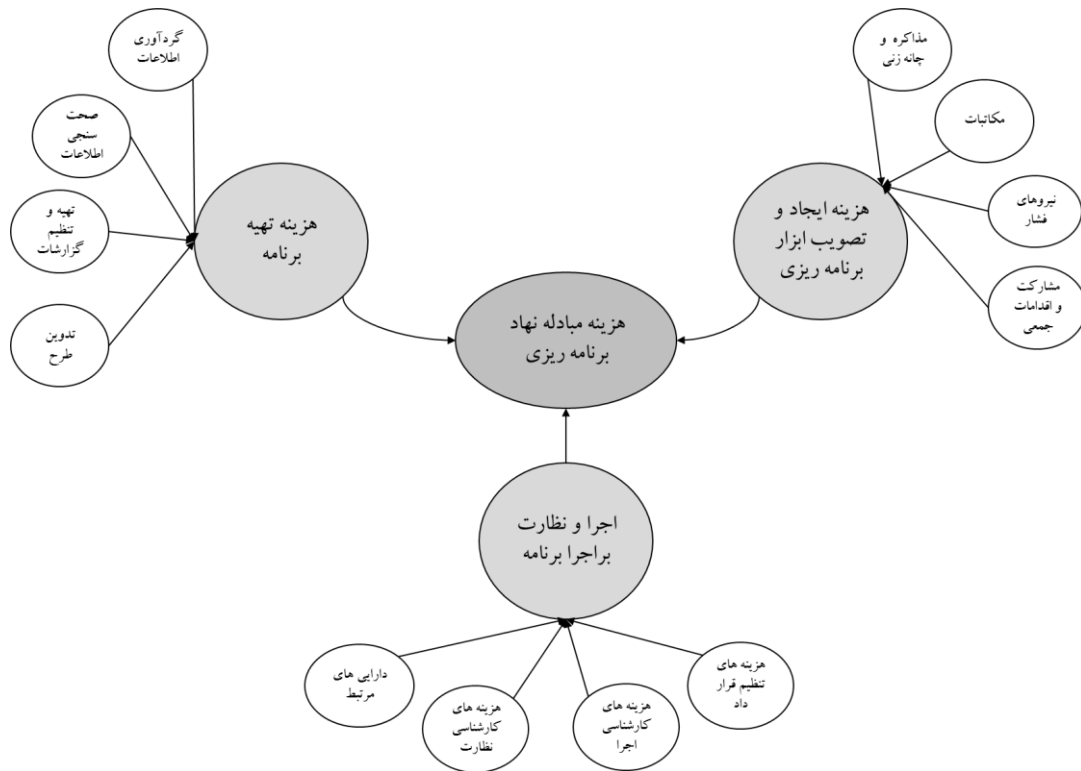 مذاکره و
چانه زنی
مکاتبات
نیروهای
فشار
مشارکت
و اقدامات
جمعی
هزینه ایجاد و
تصویب ابزار
برنامه ریزی
گردآوری
اطلاعات
صحت
سنجی
اطلاعات
تهیه و
تنظیم
گزارشات
تدوین
طرح
هزینه تهیه
برنامه
هزینه مبادله نهاد
برنامه ریزی
اجرا و نظارت
براجرا برنامه
هزینه های
تنظیم قرار
داد
هزینه های
کارشناسی
اجرا
هزینه های
کارشناسی
نظارت
دارایی های
مرتبط